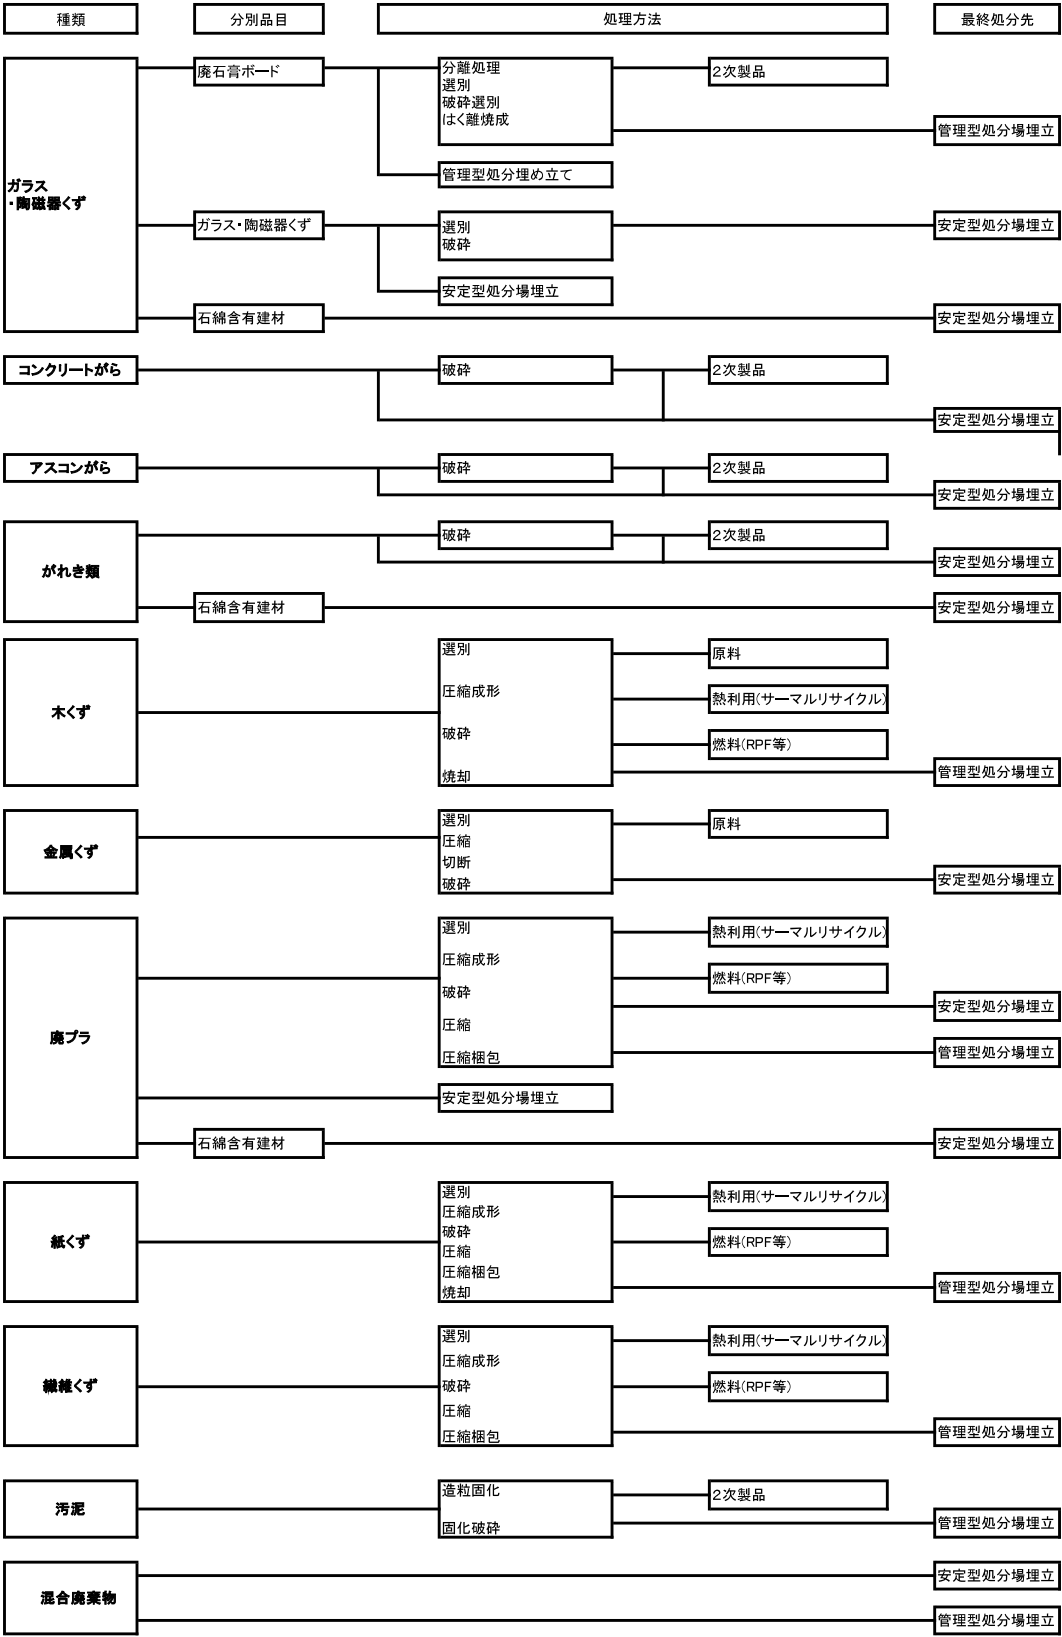 種類 分別品目 処理方法 最終処分先
廃石膏ボード
分離処理
選別
破砕選別
はく離焼成
2次製品
管理型処分場埋立
管理型処分埋め立て
ガラス
・陶磁器くず
ガラス・陶磁器くず
選別
破砕
安定型処分場埋立
安定型処分場埋立
石綿含有建材
安定型処分場埋立
コンクリートがら
破砕
2次製品
安定型処分場埋立
アスコンがら
破砕
2次製品
安定型処分場埋立
がれき類
破砕
2次製品
安定型処分場埋立
石綿含有建材
安定型処分場埋立
木くず
選別
圧縮成形
破砕
焼却
原料
熱利用(サーマルリサイクル)
燃料(RPF等)
管理型処分場埋立
金属くず
選別
圧縮
切断
破砕
原料
安定型処分場埋立
廃プラ
選別
圧縮成形
破砕
圧縮
圧縮梱包
熱利用(サーマルリサイクル)
燃料(RPF等)
安定型処分場埋立
管理型処分場埋立
安定型処分場埋立
石綿含有建材
安定型処分場埋立
紙くず
選別
圧縮成形
破砕
圧縮
圧縮梱包
焼却
熱利用(サーマルリサイクル)
燃料(RPF等)
管理型処分場埋立
繊維くず
選別
圧縮成形
破砕
圧縮
圧縮梱包
熱利用(サーマルリサイクル)
燃料(RPF等)
管理型処分場埋立
汚泥
造粒固化
固化破砕
2次製品
管理型処分場埋立
混合廃棄物
安定型処分場埋立
管理型処分場埋立